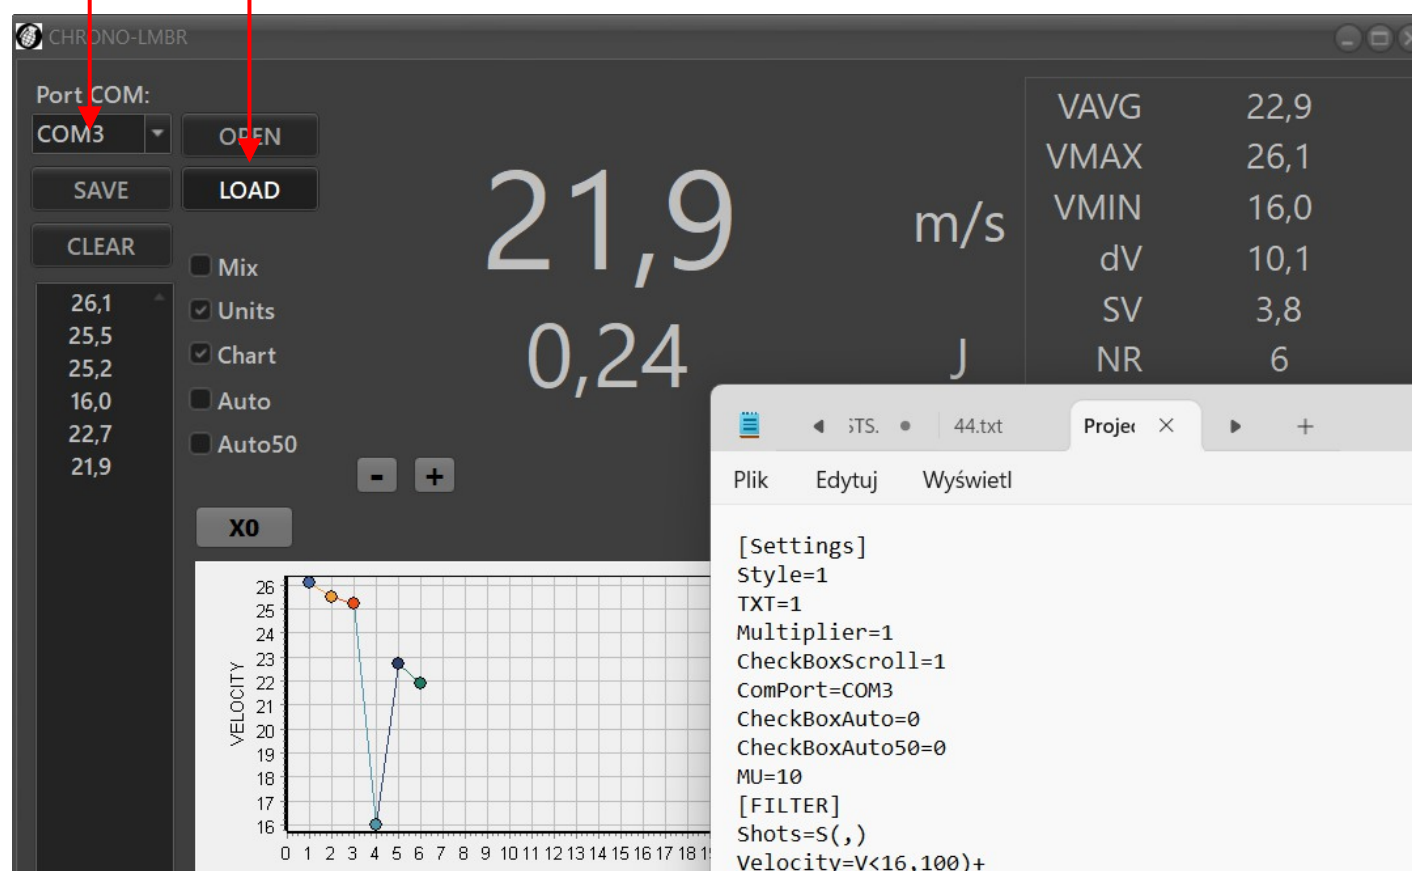 CHRONO-LMBR
Port COM:
COM3
OPEN
SAVE
LOAD
CLEAR
26,1
25,5
25,2
16,0
22,7
21,9
Mix
Units
Chart
Auto
Auto50
- +
X0
21,9 m/s
0,24 J
VAVG 22,9
VMAX 26,1
VMIN 16,0
dV 10,1
SV 3,8
NR 6
VELOCITY
26
25
24
23
22
21
20
19
18
17
16
0 1 2 3 4 5 6 7 8 9 10 11 12 13 14 15 16 17 18
STS. 44.txt Projec
Plik Edytuj Wyświetl
[Settings]
Style=1
TXT=1
Multiplier=1
CheckBoxScroll=1
ComPort=COM3
CheckBoxAuto=0
CheckBoxAuto50=0
MU=10
[FILTER]
Shots=S(,)
Velocity=V<16,100)+